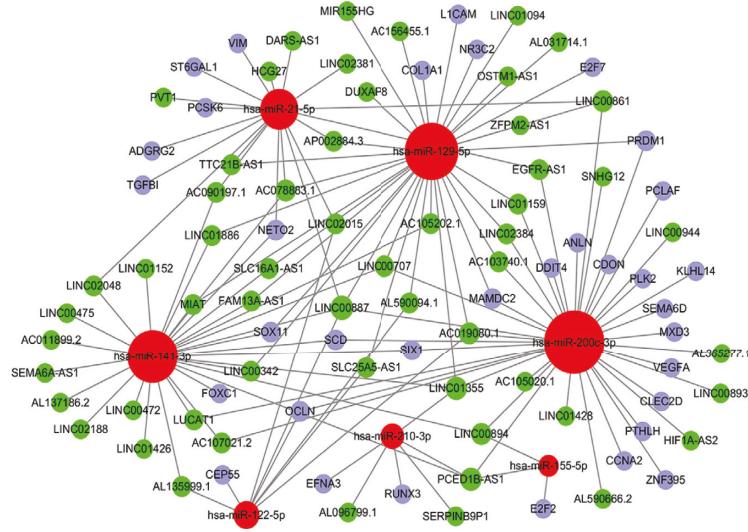 MIR155HG
L1CAM
LINC01094
AC156455.1
VIM
DARS-AS1
NR3C2
AL031714.1
ST6GAL1
HCG27
LINC02381
COL1A1
OSTM1-AS1
E2F7
PVT1
PCSK6
DUXAP8
LINC00861
hsa-miR-21-5p
ZFPM2-AS1
ADGRG2
AP002884.3
hsa-miR-129-5p
PRDM1
TTC21B-AS1
EGFR-AS1
SNHG12
TGFBI
AC090197.1
AC078883.1
PCLAF
LINC01159
LINC01886
NETO2
LINC02015
AC105202.1
LINC02384
ANLN
LINC00944
LINC01152
SLC16A1-AS1
LINC00707
AC103740.1
DDIT4
CDON
KLHL14
LINC02048
PLK2
LINC00475
MIAT
FAM13A-AS1
LINC00887
AL590094.1
MAMDC2
SEMA6D
AC011899.2
SOX11
SCD
AC019080.1
MXD3
hsa-miR-141-3p
SIX1
hsa-miR-200c-3p
AL365277.1
SEMA6A-AS1
LINC00342
SLC25A5-AS1
VEGFA
AL137186.2
FOXC1
LINC01355
AC105020.1
CLEC2D
LINC00893
LINC00472
LUCAT1
OCLN
LINC01428
LINC02188
PTHLH
LINC01426
AC107021.2
hsa-miR-210-3p
LINC00894
HIF1A-AS2
CCNA2
CEP55
hsa-miR-155-5p
ZNF395
AL135999.1
EFNA3
RUNX3
PCED1B-AS1
AL590666.2
hsa-miR-122-5p
AL096799.1
SERPINB9P1
E2F2